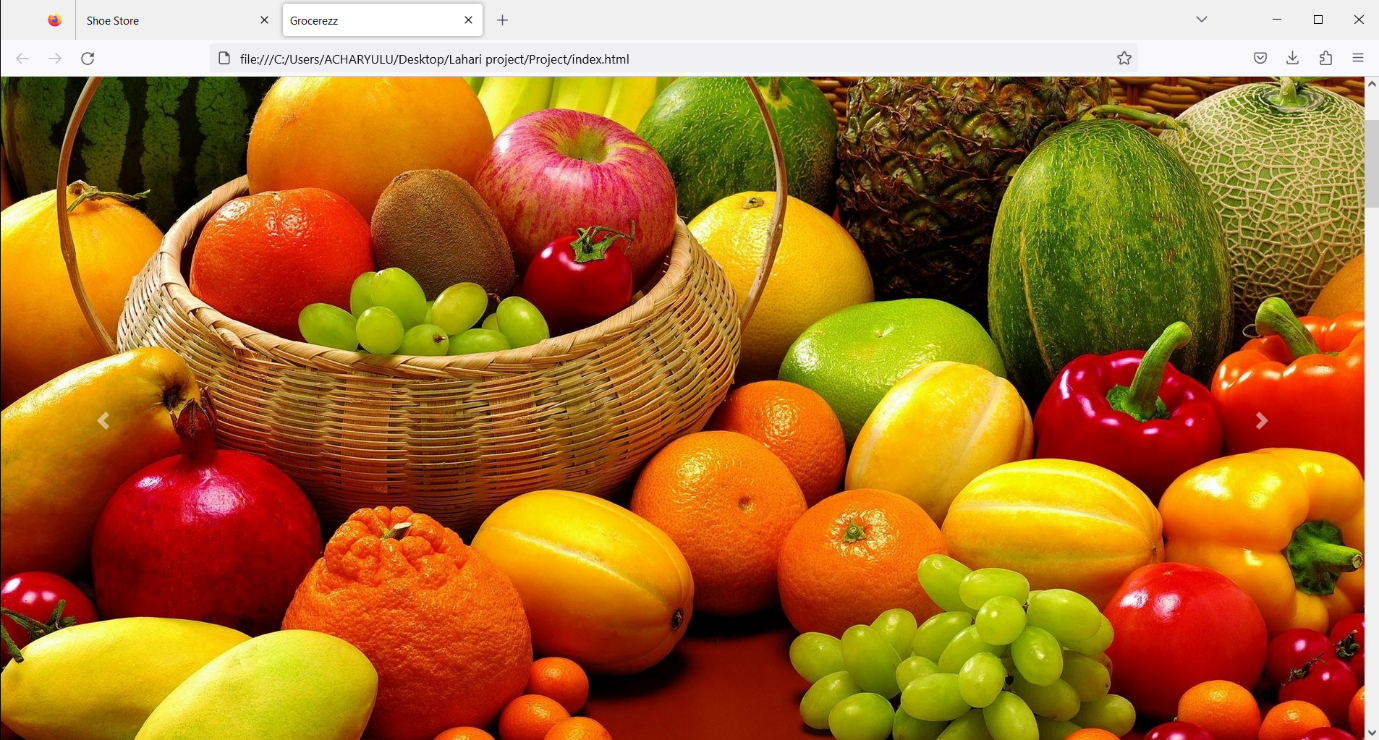 Shoe Store
Grocerezz
file:///C:/Users/ACHARYULU/Desktop/Lahari project/Project/index.html